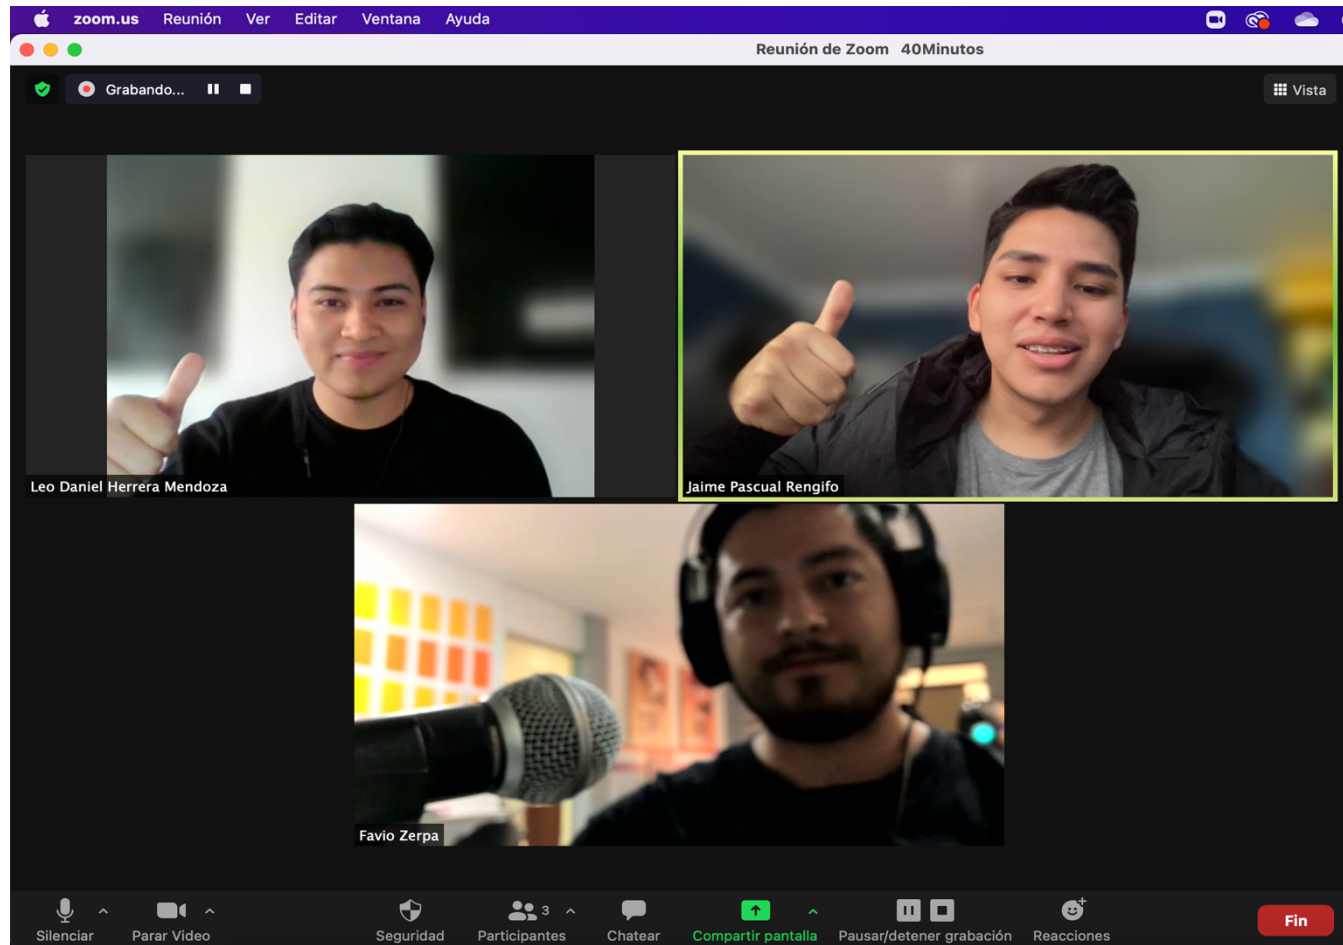 zoom.us Reunión Ver Editar Ventana Ayuda
Reunión de Zoom 40Minutos
Grabando...
Vista
Leo Daniel Herrera Mendoza
Jaime Pascual Rengifo
Favio Zerpa
Silenciar Parar Video Seguridad Participantes 3 Chatear Compartir pantalla Pausar/detener grabación Reacciones Fin